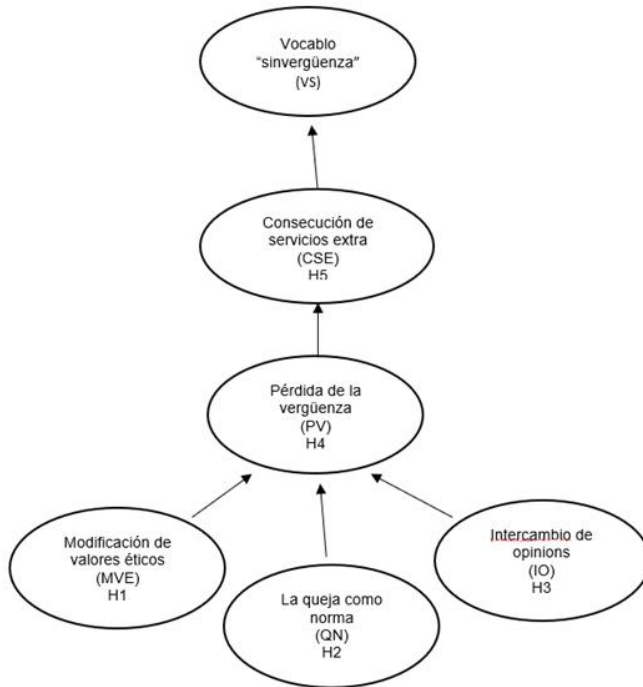 Vocablo
“sinvergüenza”
(VS)
Consecución de
servicios extra
(CSE)
H5
Pérdida de la
vergüenza
(PV)
H4
Modificación de
valores éticos
(MVE)
H1
La queja como
norma
(QN)
H2
Intercambio de
opinions
(IO)
H3